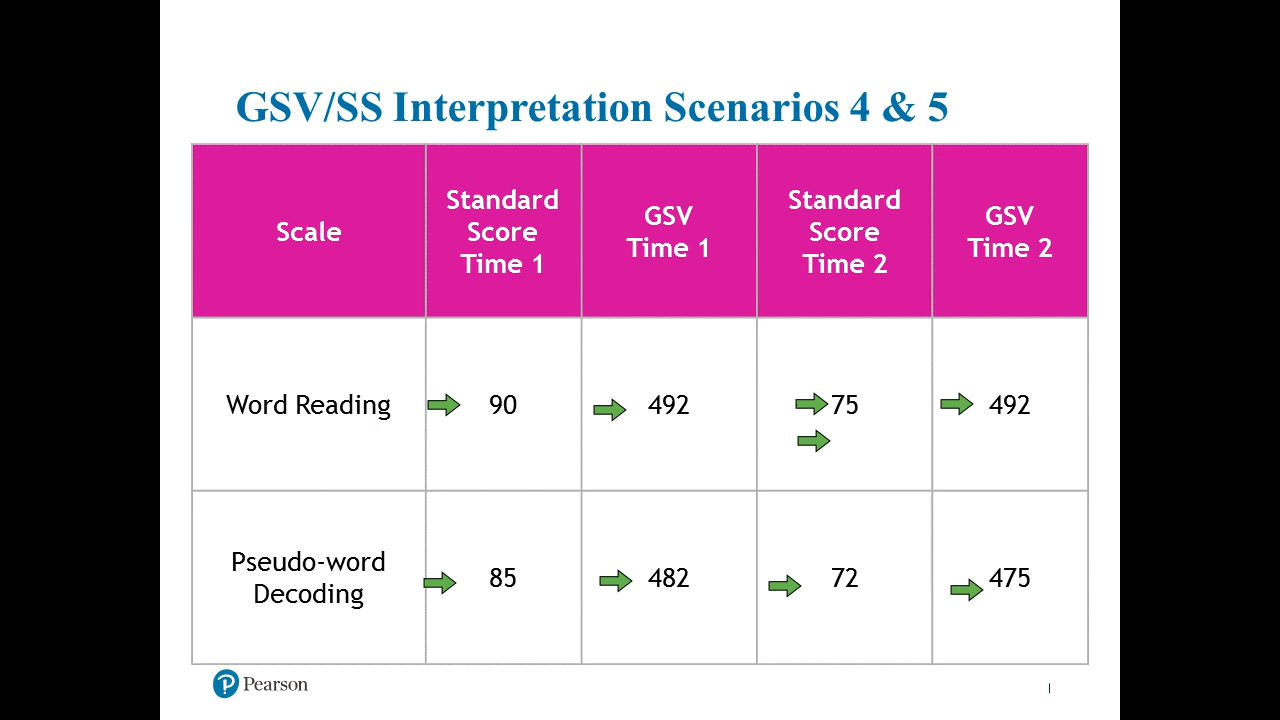 GSV/SS Interpretation Scenarios 4 & 5
Scale
Standard
Score
Time 1
GSV
Time 1
Standard
Score
Time 2
GSV
Time 2
Word Reading
90
492
75
492
Pseudo-word
Decoding
85
482
72
475
Pearson